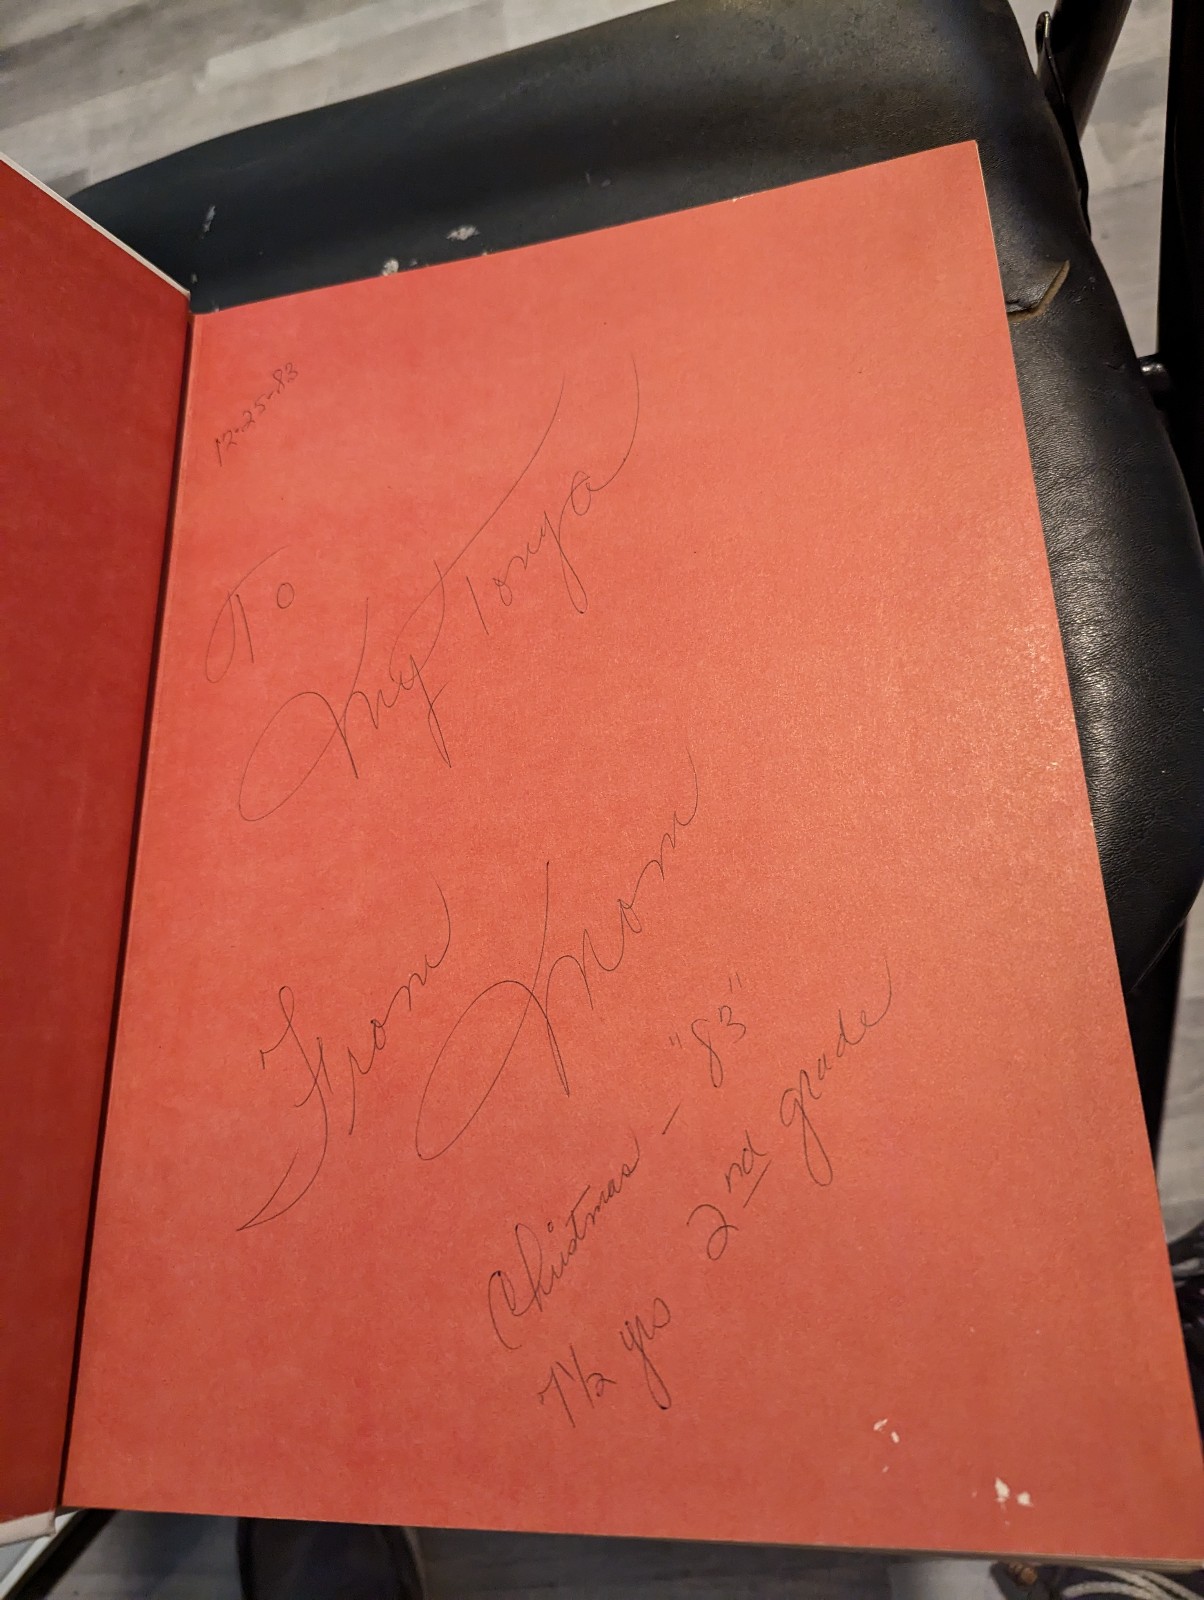 12-25-83
To
My Tonya
From
Mom
Christmas - "83"
7 1/2 yrs 2nd grade